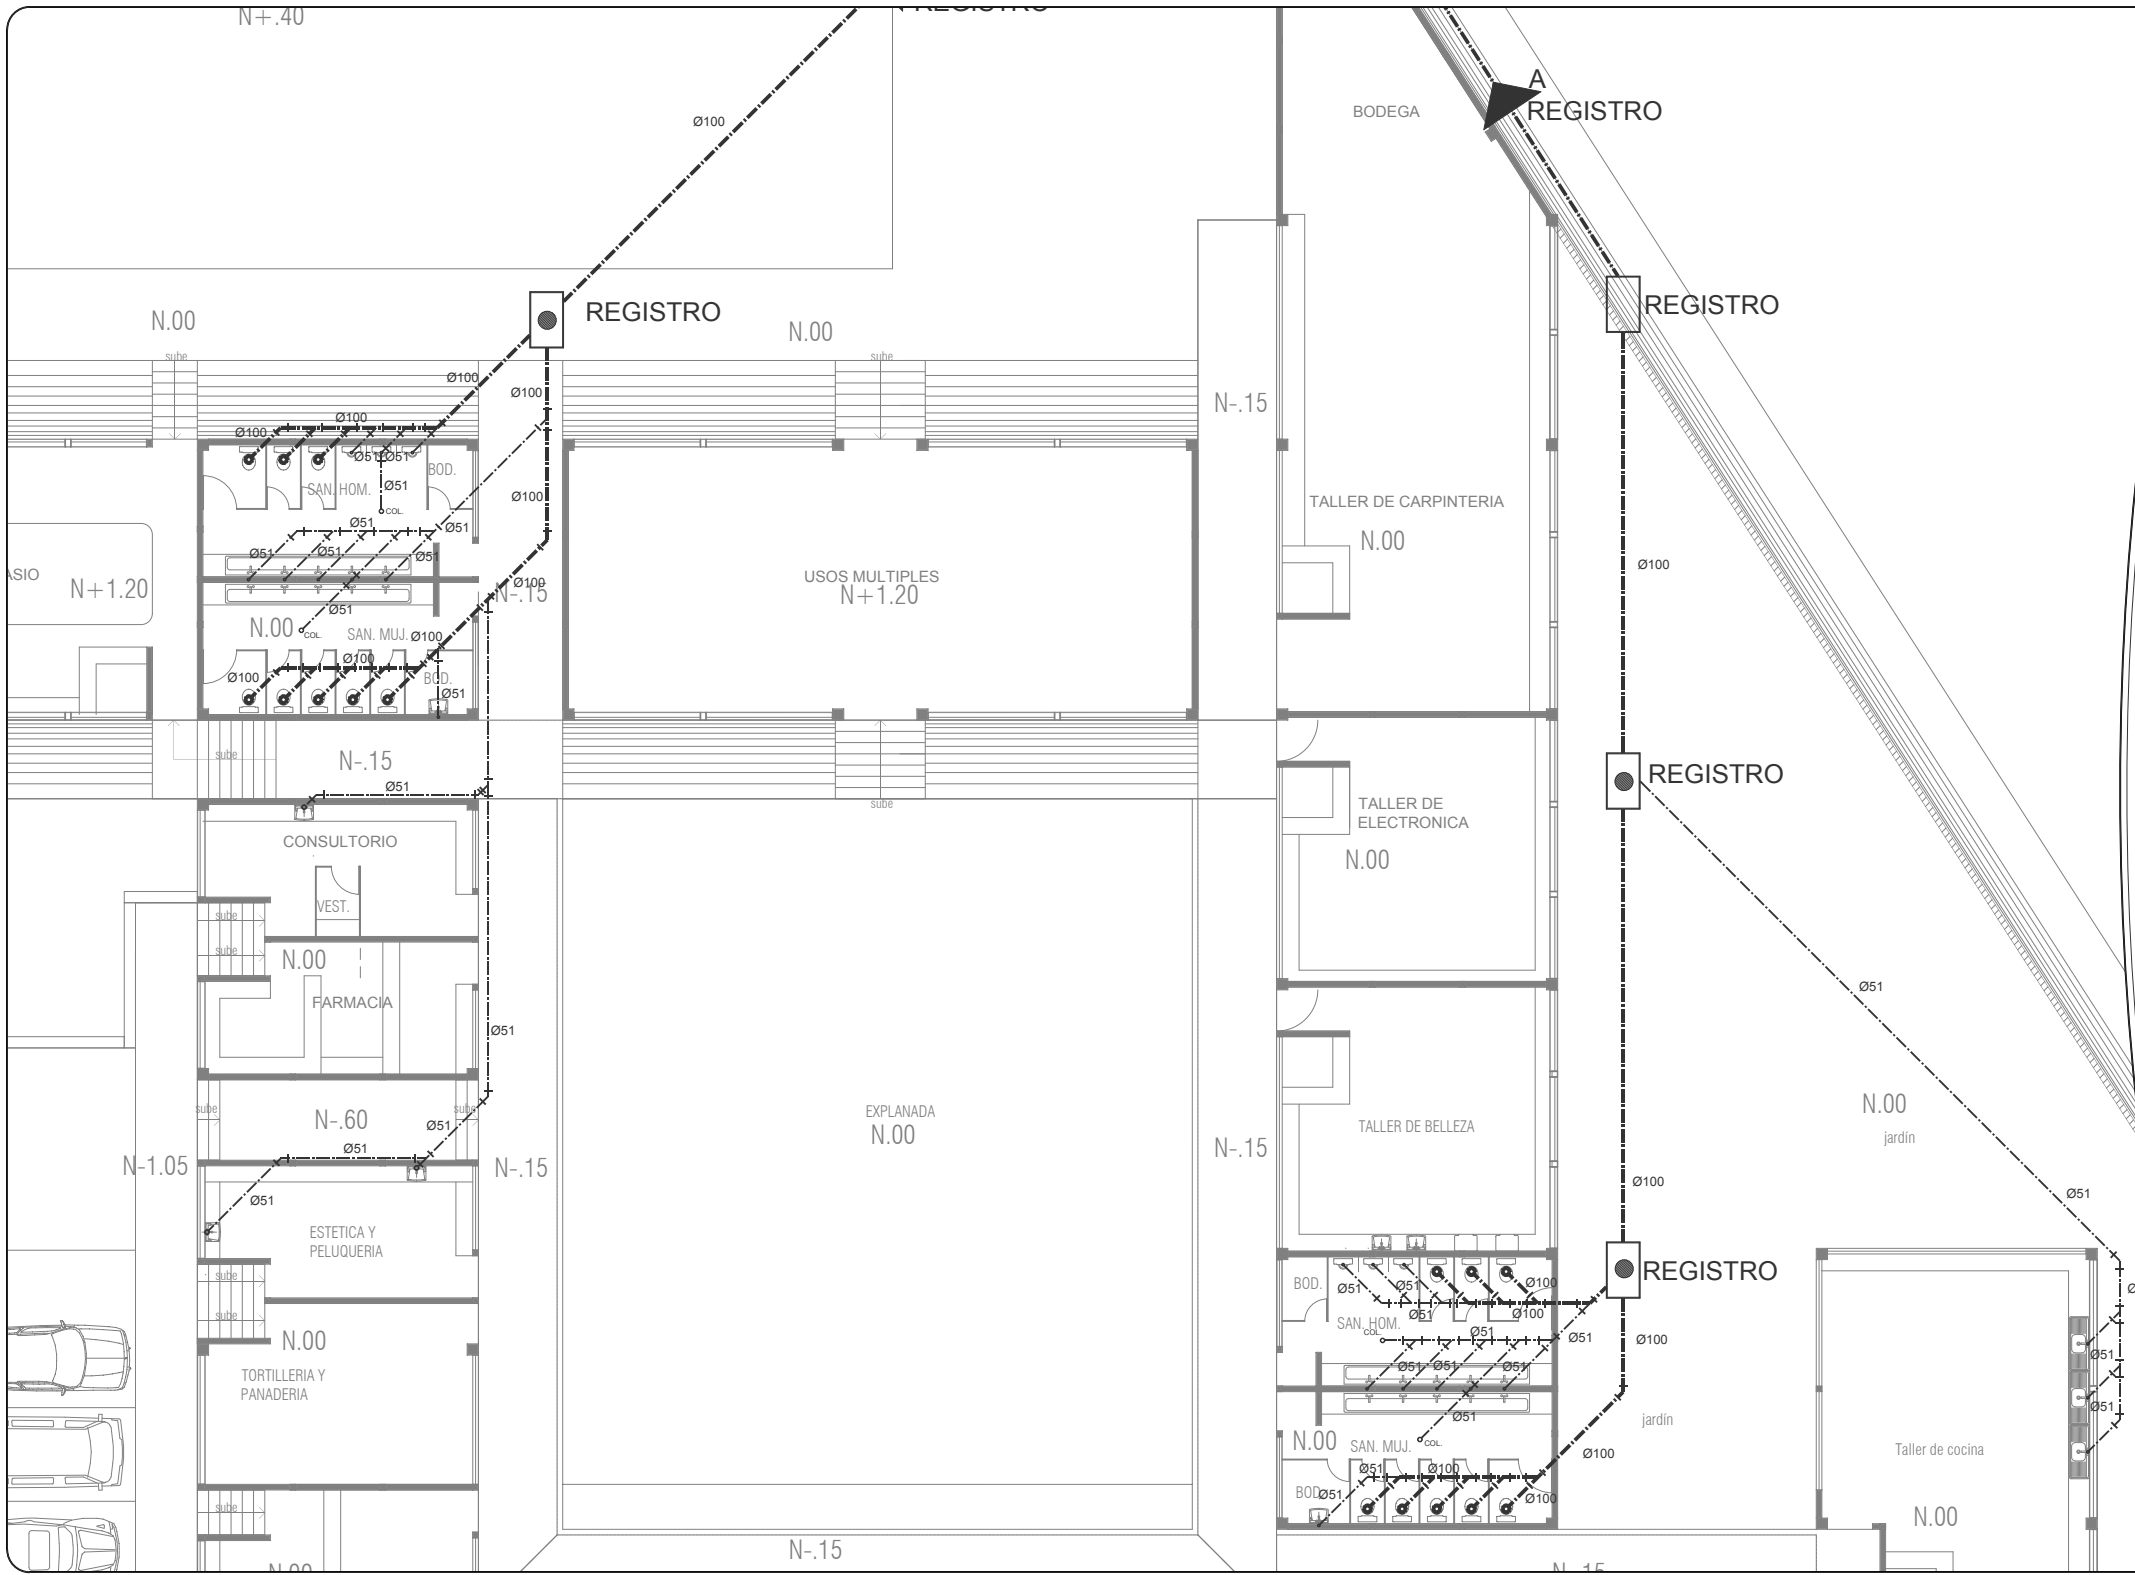 N+.40
REGISTRO
Ø100
A
REGISTRO
BODEGA
REGISTRO
REGISTRO
N.00
N.00
sube
sube
Ø100
Ø100
N-.15
Ø100
Ø100
Ø51
Ø51
BOD.
SAN. HOM.
Ø51
COL.
Ø100
Ø51
Ø51
Ø51
Ø51
Ø51
TALLER DE CARPINTERIA
N.00
Ø100
ASIO
N+1.20
USOS MULTIPLES
N+1.20
Ø100
N-.15
Ø51
N.00
COL.
SAN. MUJ.
Ø100
Ø100
Ø100
BOD.
Ø51
sube
N-.15
Ø51
sube
REGISTRO
TALLER DE
ELECTRONICA
N.00
CONSULTORIO
VEST.
sube
sube
N.00
FARMACIA
Ø51
Ø51
sube
N-.60
sube
Ø51
Ø51
EXPLANADA
N.00
TALLER DE BELLEZA
N-.15
N.00
jardín
N-1.05
N-.15
Ø100
Ø51
Ø51
ESTETICA Y
PELUQUERIA
sube
sube
N.00
TORTILLERIA Y
PANADERIA
REGISTRO
BOD.
Ø51
Ø51
Ø100
Ø51
Ø100
SAN. HOM.
COL.
Ø51
Ø51
Ø100
Ø51
Ø51
Ø51
Ø51
Ø51
Ø51
jardín
N.00
SAN. MUJ.
COL.
Ø51
Ø100
Ø100
BOD.
Ø51
Ø100
Taller de cocina
N.00
sube
N-.15
N-.15
N.00